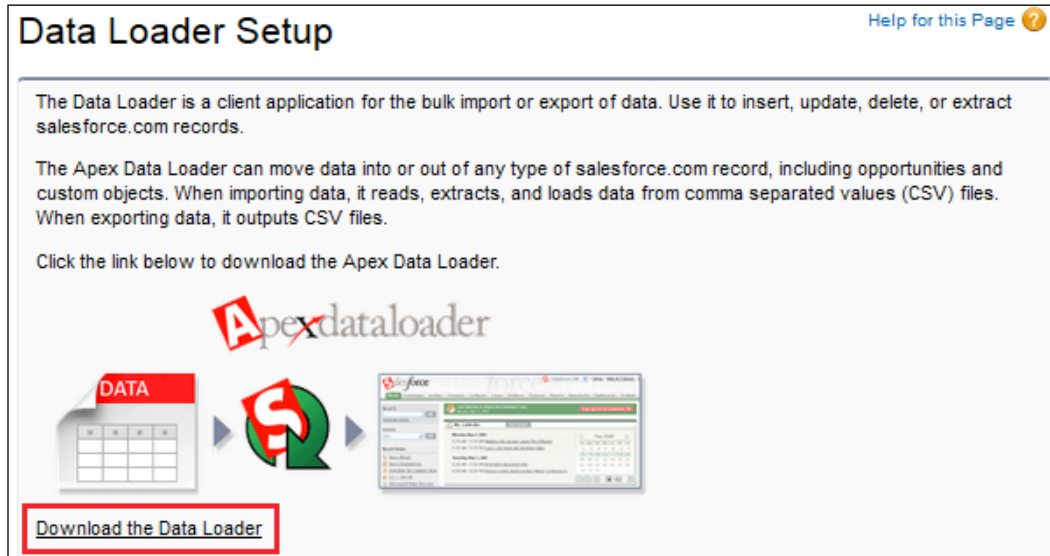 Data Loader Setup
Help for this Page ?
The Data Loader is a client application for the bulk import or export of data. Use it to insert, update, delete, or extract
salesforce.com records.
The Apex Data Loader can move data into or out of any type of salesforce.com record, including opportunities and
custom objects. When importing data, it reads, extracts, and loads data from comma separated values (CSV) files.
When exporting data, it outputs CSV files.
Click the link below to download the Apex Data Loader.
Apexdataloader
DATA
S
Salesforce
Download the Data Loader